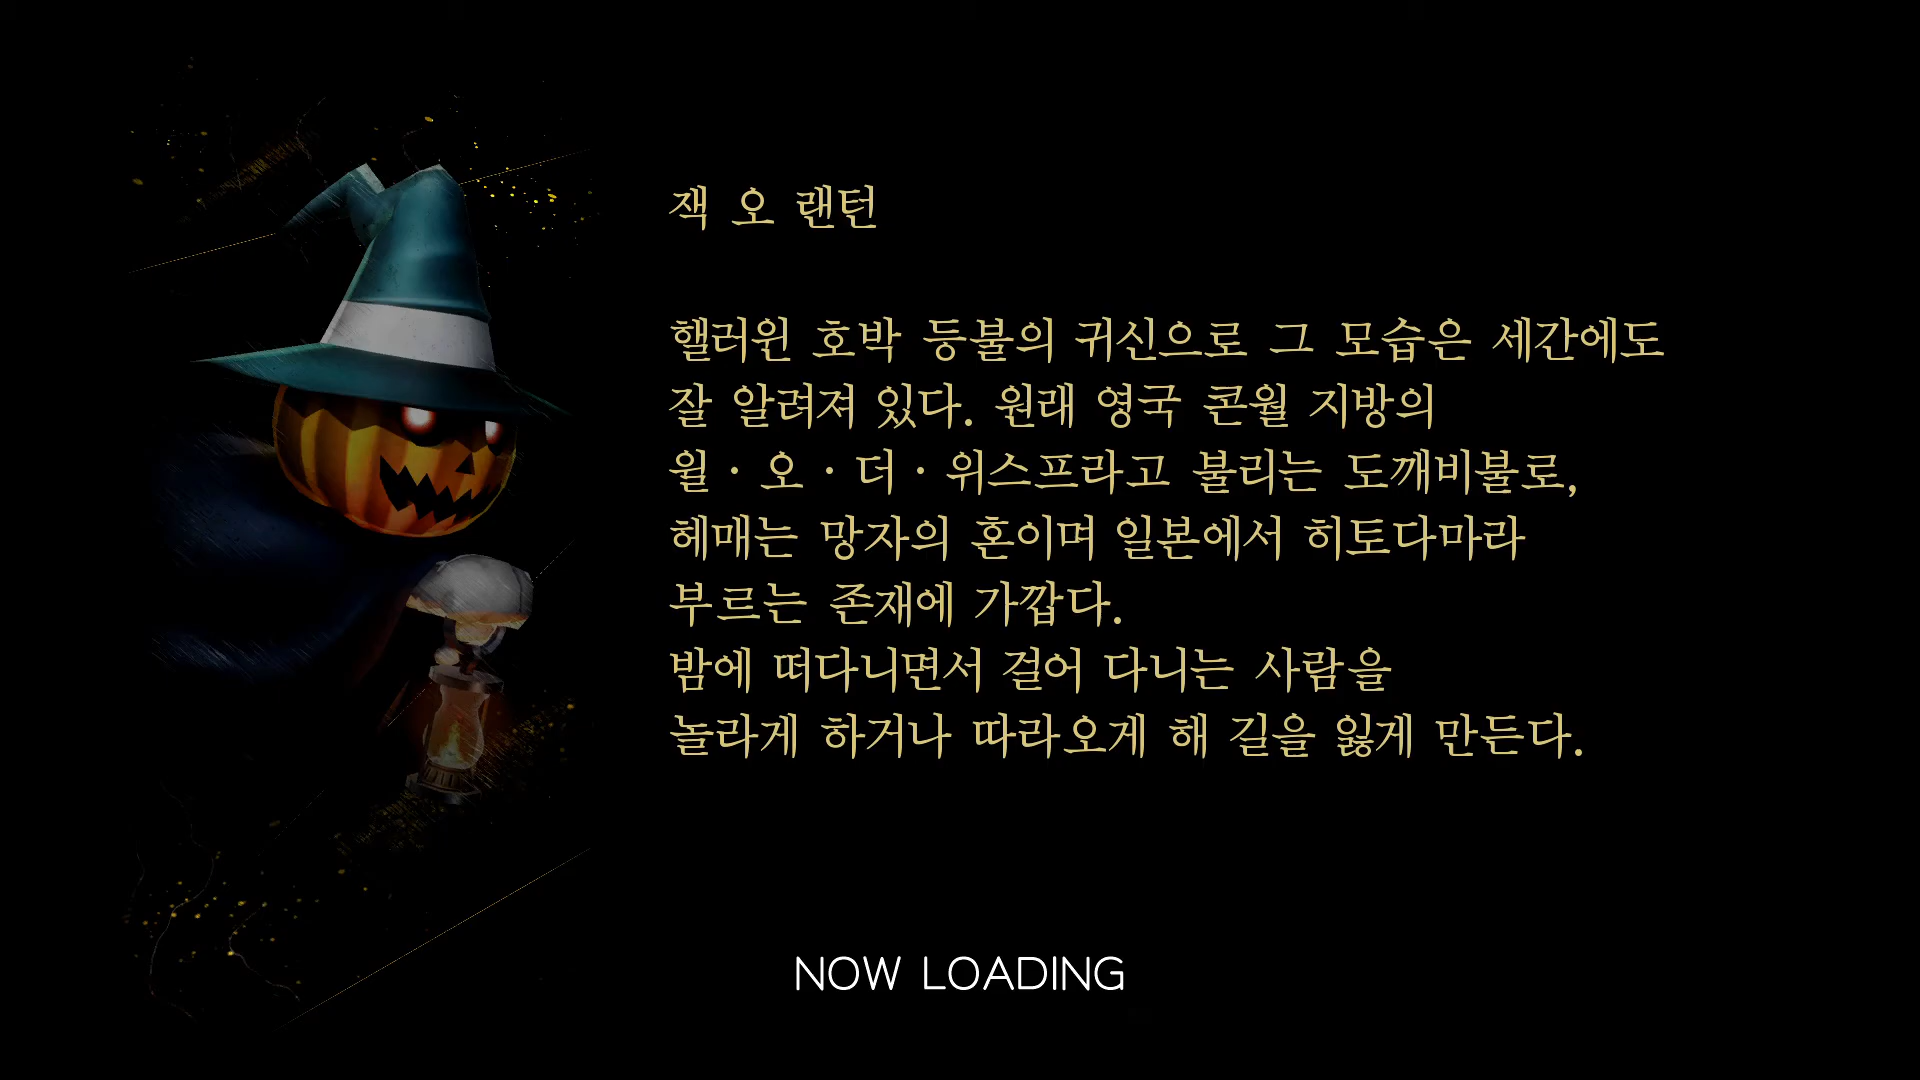 잭 오 랜턴
핼러윈 호박 등불의 귀신으로 그 모습은 세간에도
잘 알려져 있다. 원래 영국 콘월 지방의
윌·오·더·위스프라고 불리는 도깨비불로,
헤매는 망자의 혼이며 일본에서 히토다마라
부르는 존재에 가깝다.
밤에 떠다니면서 걸어 다니는 사람을
놀라게 하거나 따라오게 해 길을 잃게 만든다.
NOW LOADING